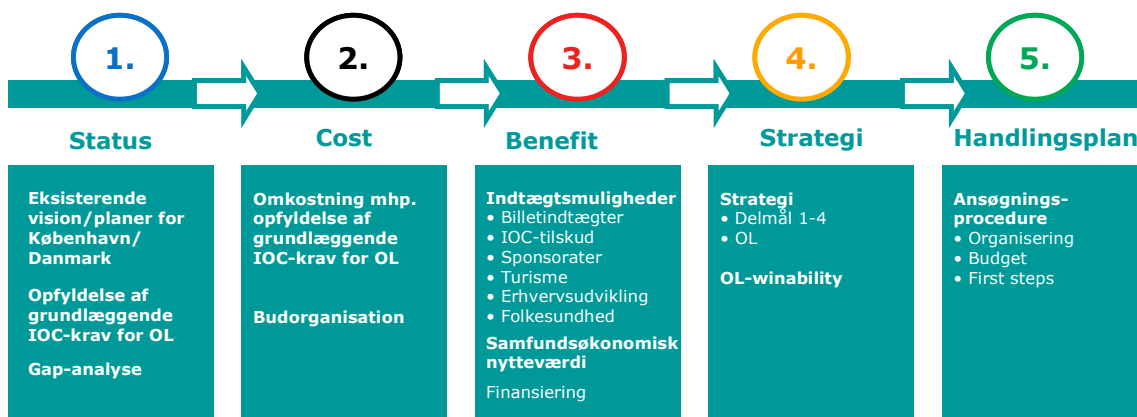 1.
2.
3.
4.
5.
Status
Cost
Benefit
Strategi
Handlingsplan
Eksisterende
vision/planer for
København/
Danmark
Opfyldelse af
grundlæggende
IOC-krav for OL
Gap-analyse
Omkostning mhp.
opfyldelse af
grundlæggende
IOC-krav for OL
Budorganisation
Indtægtsmuligheder
• Billetindtægter
• IOC-tilskud
• Sponsorater
• Turisme
• Erhvervsudvikling
• Folkesundhed
Samfundsøkonomisk
nytteværdi
Finansiering
Strategi
• Delmål 1-4
• OL
OL-winability
Ansøgnings-
procedure
• Organisering
• Budget
• First steps